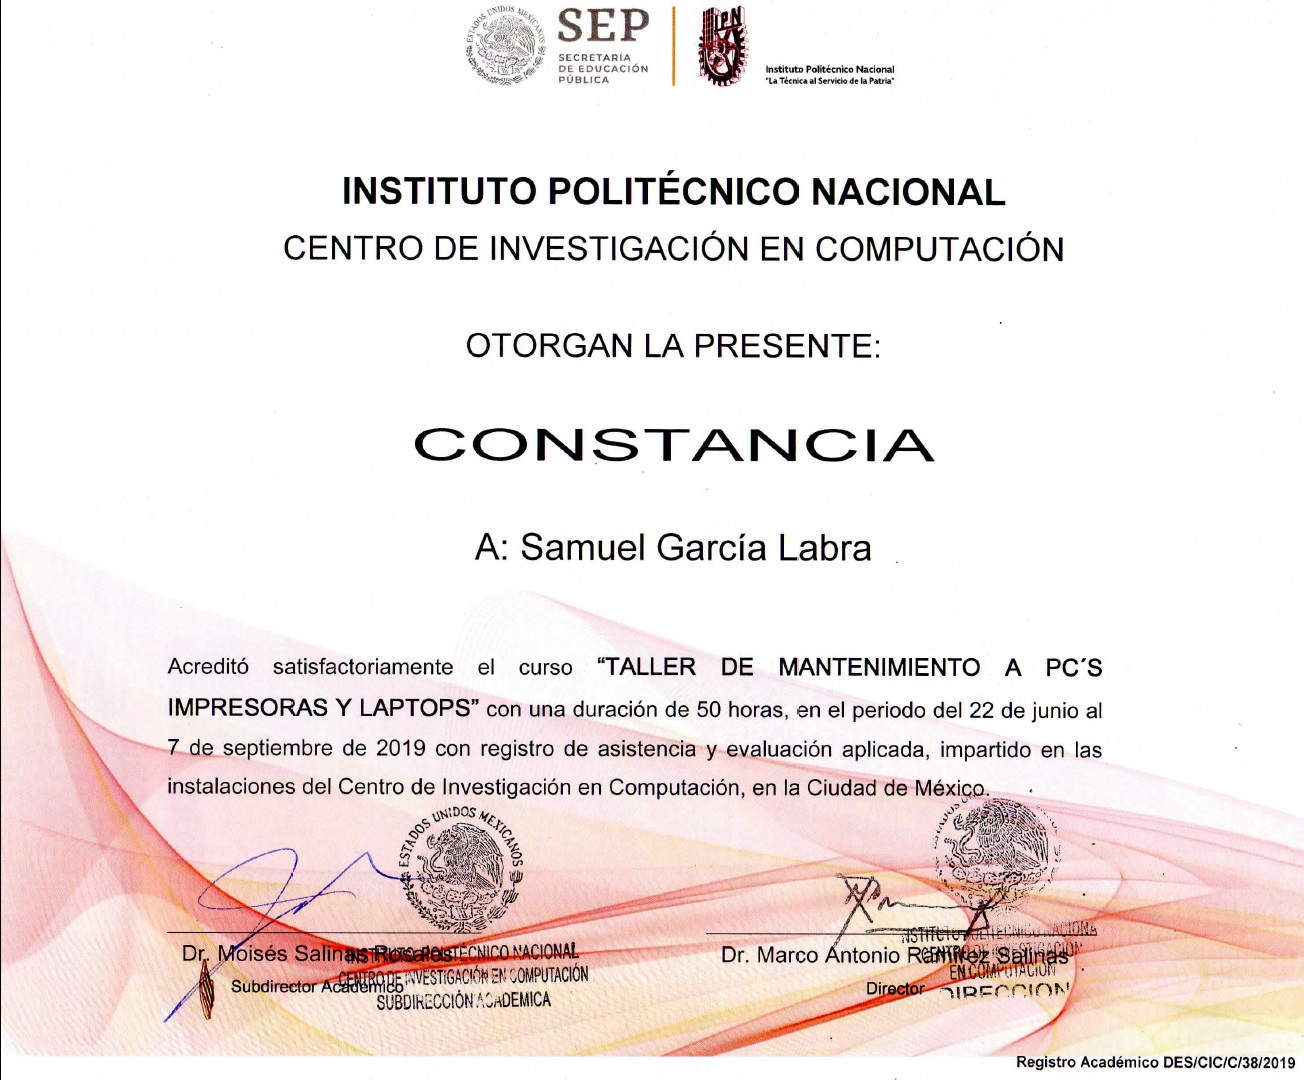 ESTADOS UNIDOS MEXICANOS
SEP
SECRETARÍA
DE EDUCACIÓN
PÚBLICA
IPN
Instituto Politécnico Nacional
"La Técnica al Servicio de la Patria"
INSTITUTO POLITÉCNICO NACIONAL
CENTRO DE INVESTIGACIÓN EN COMPUTACIÓN
OTORGAN LA PRESENTE:
CONSTANCIA
A: Samuel García Labra
Acreditó satisfactoriamente el curso “TALLER DE MANTENIMIENTO A PC´S
IMPRESORAS Y LAPTOPS” con una duración de 50 horas, en el periodo del 22 de junio al
7 de septiembre de 2019 con registro de asistencia y evaluación aplicada, impartido en las
instalaciones del Centro de Investigación en Computación, en la Ciudad de México.
ESTADOS UNIDOS MEXICANOS
Dr. Moisés Salinas Rosales
Subdirector Académico
INSTITUTO POLITECNICO NACIONAL
CENTRO DE INVESTIGACIÓN EN COMPUTACIÓN
SUBDIRECCIÓN ACADEMICA
Dr. Marco Antonio Ramírez Salinas
Director
INSTITUTO POLITECNICO NACIONAL
CENTRO DE INVESTIGACION
EN COMPUTACION
DIRECCION
Registro Académico DES/CIC/C/38/2019